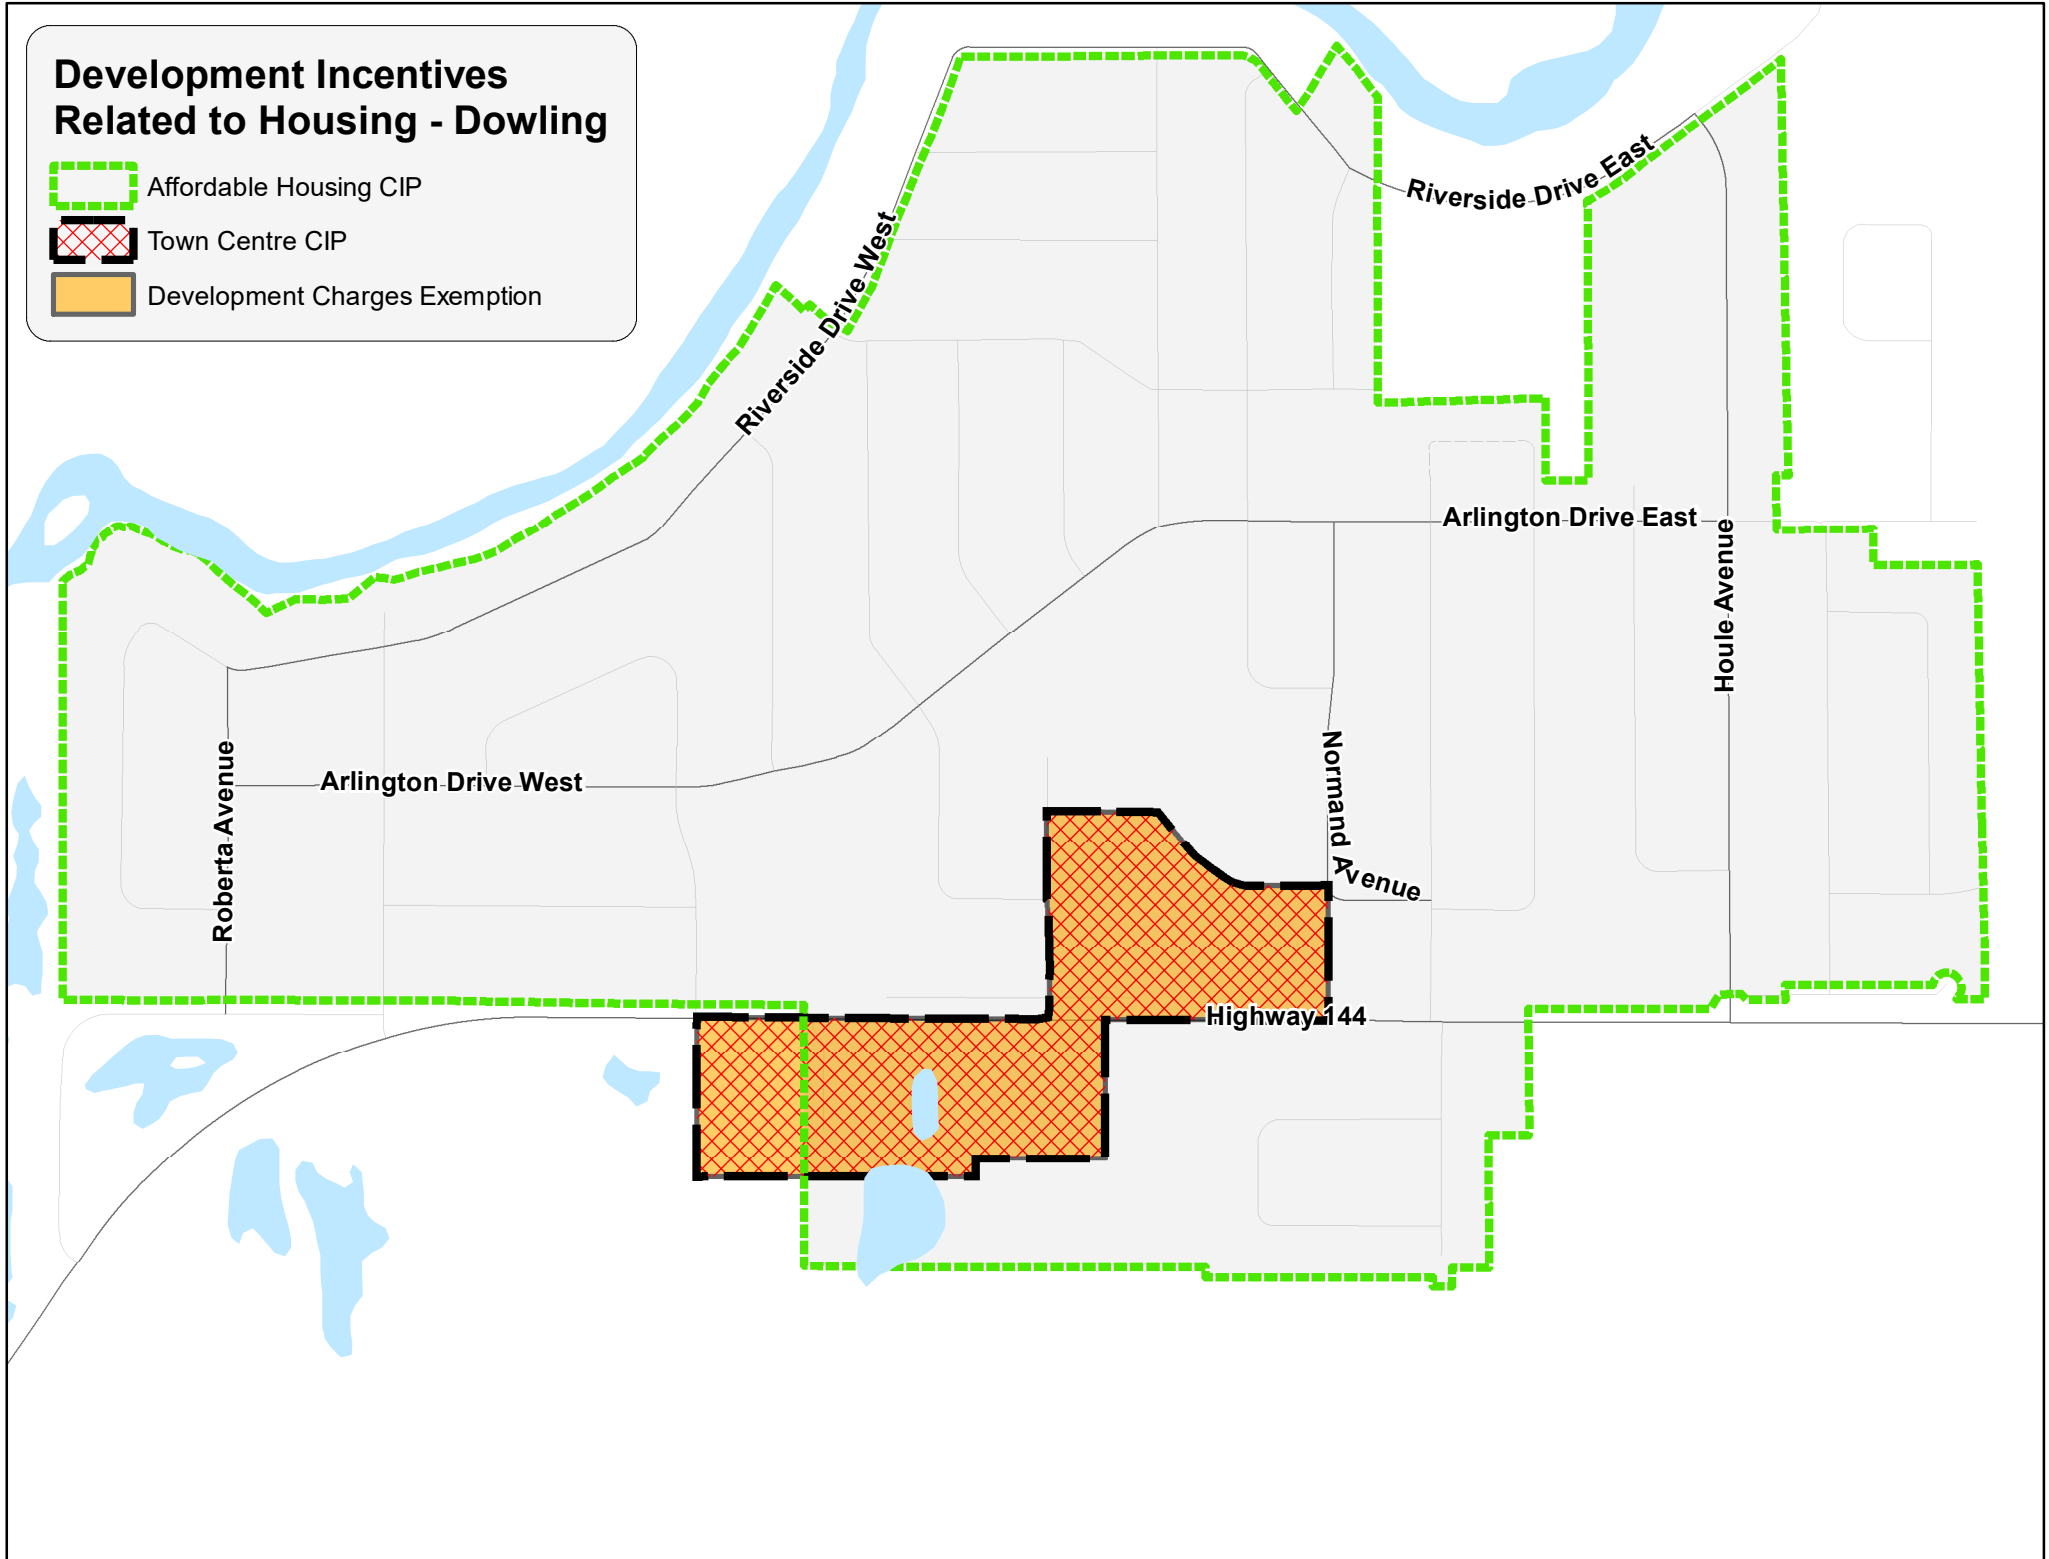 Development Incentives
Related to Housing - Dowling
Affordable Housing CIP
Town Centre CIP
Development Charges Exemption
Riverside Drive East
Riverside Drive West
Arlington Drive East
Houle Avenue
Normand Avenue
Arlington Drive West
Roberta Avenue
Highway 144